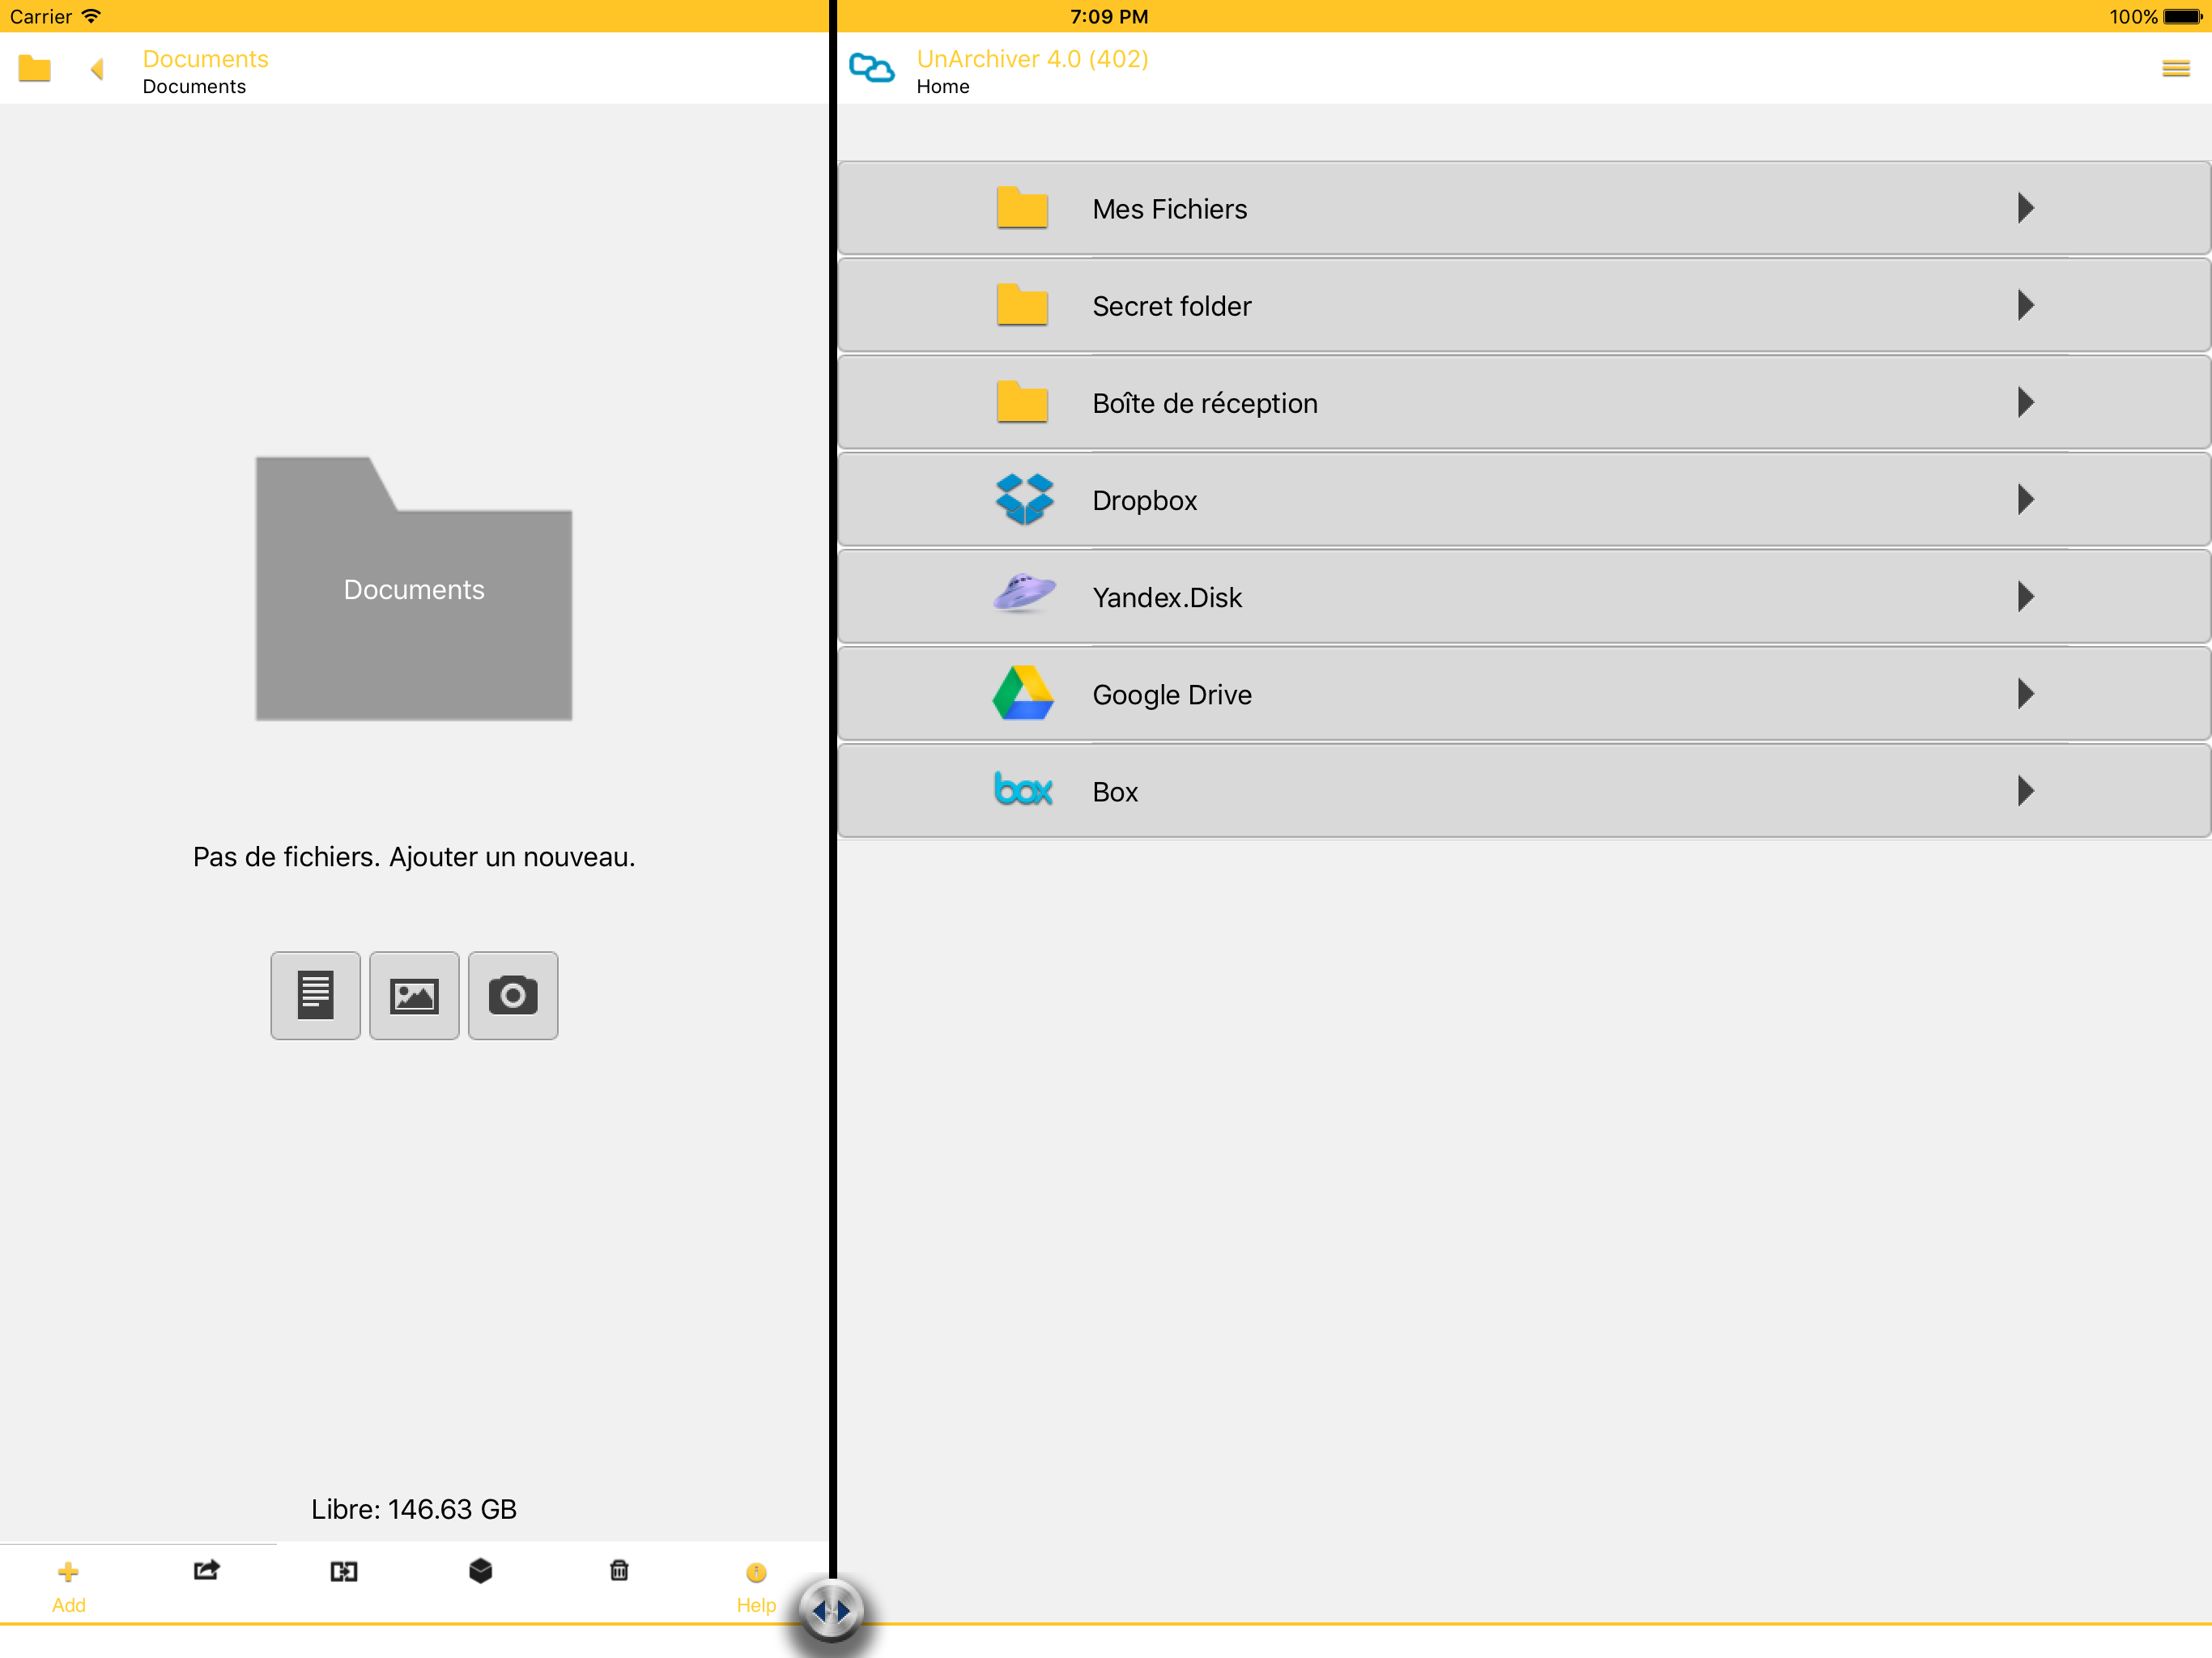 Carrier
7:09 PM
100%
Documents
Documents
Documents
Pas de fichiers. Ajouter un nouveau.
Libre: 146.63 GB
Add
Help
UnArchiver 4.0 (402)
Home
Mes Fichiers
Secret folder
Boîte de réception
Dropbox
Yandex.Disk
Google Drive
box
Box